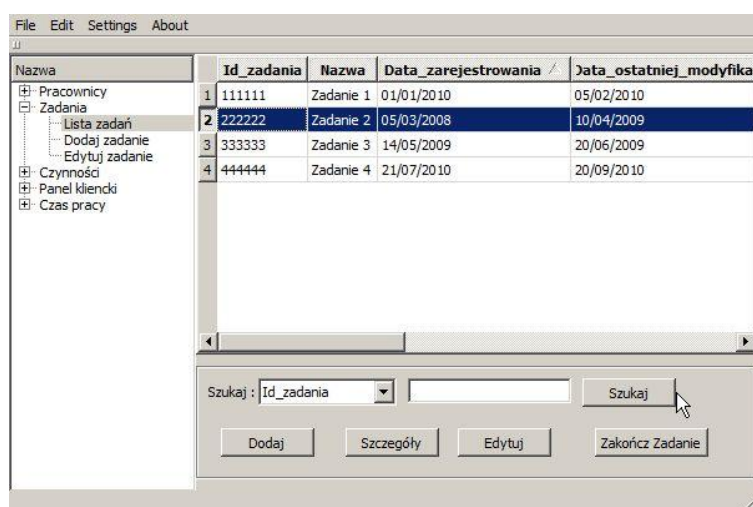 File Edit Settings About
Nazwa
Pracownicy
Zadania
Lista zadań
Dodaj zadanie
Edytuj zadanie
Czynności
Panel kliencki
Czas pracy
Id_zadania Nazwa Data_zarejestrowania Data_ostatniej_modyfika
1 111111 Zadanie 1 01/01/2010 05/02/2010
2 222222 Zadanie 2 05/03/2008 10/04/2009
3 333333 Zadanie 3 14/05/2009 20/06/2009
4 444444 Zadanie 4 21/07/2010 20/09/2010
Szukaj : Id_zadania Szukaj
Dodaj Szczegóły Edytuj Zakończ Zadanie